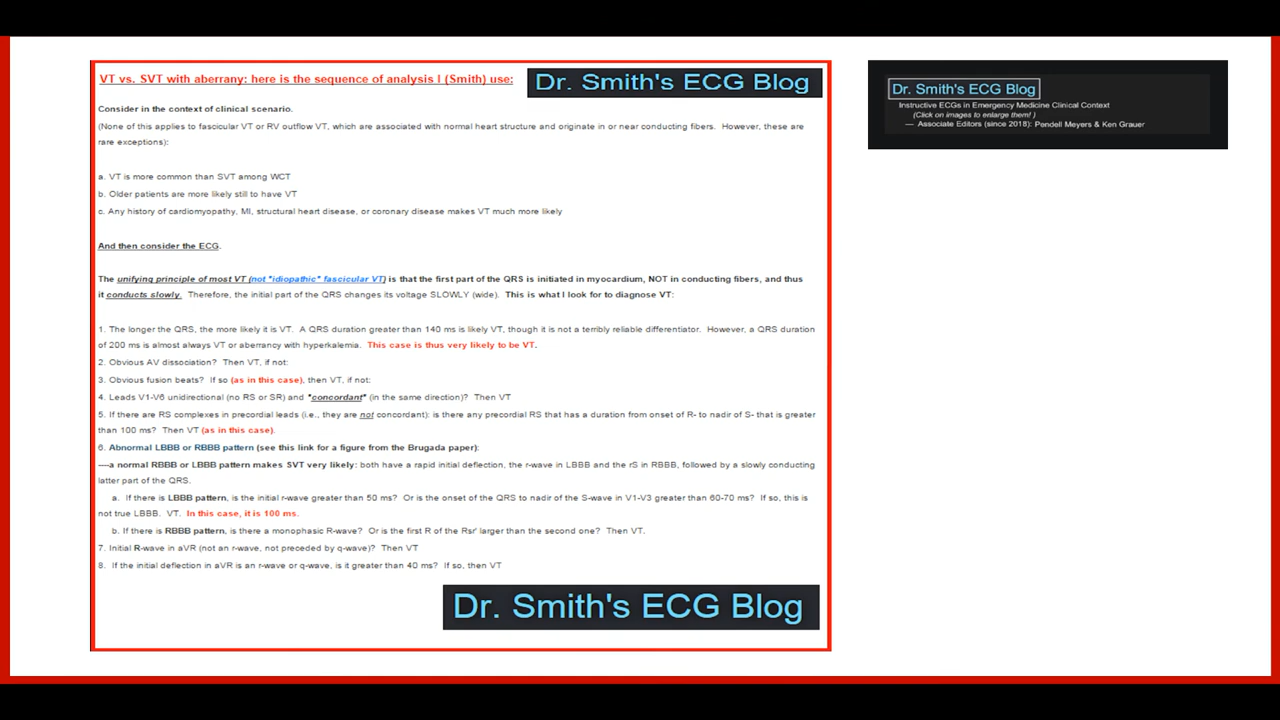 VT vs. SVT with aberrany: here is the sequence of analysis I (Smith) use:
Dr. Smith's ECG Blog
Consider in the context of clinical scenario.
(None of this applies to fascicular VT or RV outflow VT, which are associated with normal heart structure and originate in or near conducting fibers. However, these are
rare exceptions):
a. VT is more common than SVT among WCT
b. Older patients are more likely still to have VT
c. Any history of cardiomyopathy, MI, structural heart disease, or coronary disease makes VT much more likely
And then consider the ECG.
The unifying principle of most VT (not "idiopathic" fascicular VT) is that the first part of the QRS is initiated in myocardium, NOT in conducting fibers, and thus
it conducts slowly. Therefore, the initial part of the QRS changes its voltage SLOWLY (wide). This is what I look for to diagnose VT:
1. The longer the QRS, the more likely it is VT. A QRS duration greater than 140 ms is likely VT, though it is not a terribly reliable differentiator. However, a QRS duration
of 200 ms is almost always VT or aberrancy with hyperkalemia. This case is thus very likely to be VT.
2. Obvious AV dissociation? Then VT, if not:
3. Obvious fusion beats? If so (as in this case), then VT, if not:
4. Leads V1-V6 unidirectional (no RS or SR) and "concordant" (in the same direction)? Then VT
5. If there are RS complexes in precordial leads (i.e., they are not concordant): is there any precordial RS that has a duration from onset of R- to nadir of S- that is greater
than 100 ms? Then VT (as in this case).
6. Abnormal LBBB or RBBB pattern (see this link for a figure from the Brugada paper):
----a normal RBBB or LBBB pattern makes SVT very likely: both have a rapid initial deflection, the r-wave in LBBB and the rS in RBBB, followed by a slowly conducting
latter part of the QRS.
a. If there is LBBB pattern, is the initial r-wave greater than 50 ms? Or is the onset of the QRS to nadir of the S-wave in V1-V3 greater than 60-70 ms? If so, this is
not true LBBB. VT. In this case, it is 100 ms.
b. If there is RBBB pattern, is there a monophasic R-wave? Or is the first R of the Rsr' larger than the second one? Then VT.
7. Initial R-wave in aVR (not an r-wave, not preceded by q-wave)? Then VT
8. If the initial deflection in aVR is an r-wave or q-wave, is it greater than 40 ms? If so, then VT
Dr. Smith's ECG Blog
Dr. Smith's ECG Blog
Instructive ECGs in Emergency Medicine Clinical Context
(Click on images to enlarge them! )
— Associate Editors (since 2018): Pendell Meyers & Ken Grauer